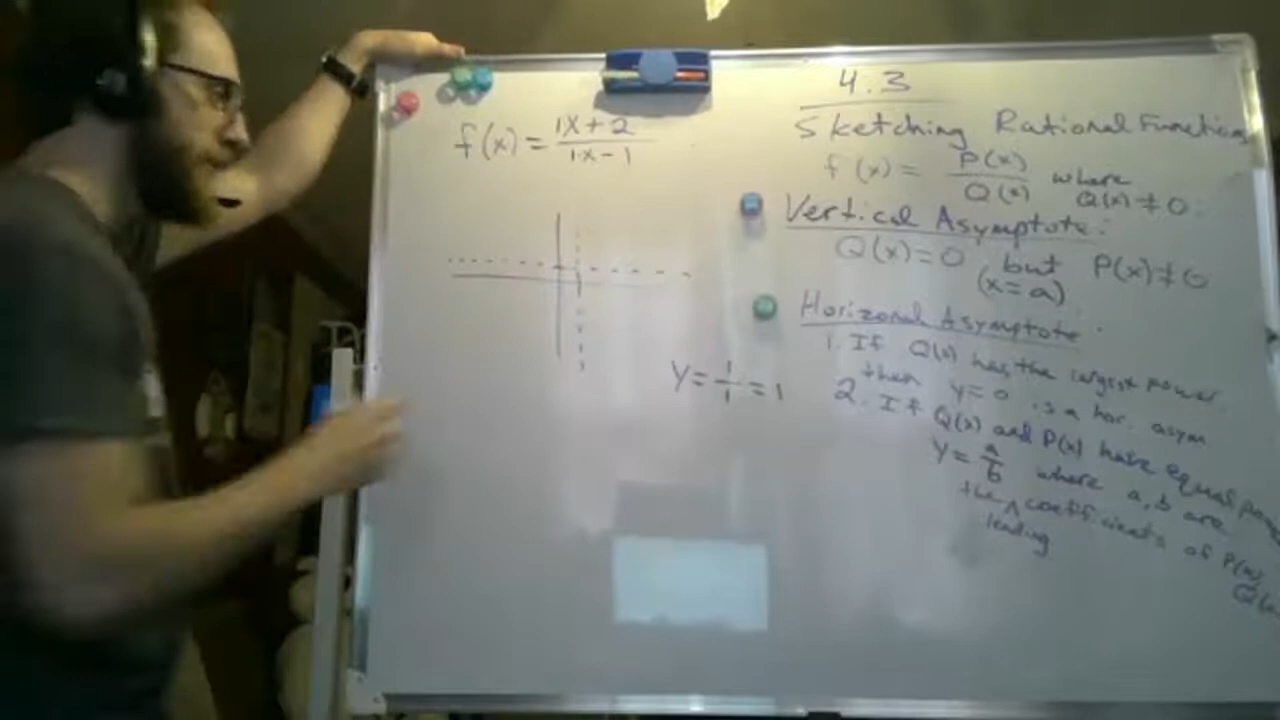 f(x) = 1x+2 / 1x-1
y = 1/1 = 1
4.3
Sketching Rational Functions
f(x) = P(x) / Q(x) where Q(x) ≠ 0
Vertical Asymptote:
Q(x) = 0 but P(x) ≠ 0
(x = a)
Horizonal Asymptote:
1. If Q(x) has the largest power
then y = 0 is a hor. asym
2. If Q(x) and P(x) have equal power
y = a/b where a, b are
the ^ coefficients of P(x),
leading
Q(x)